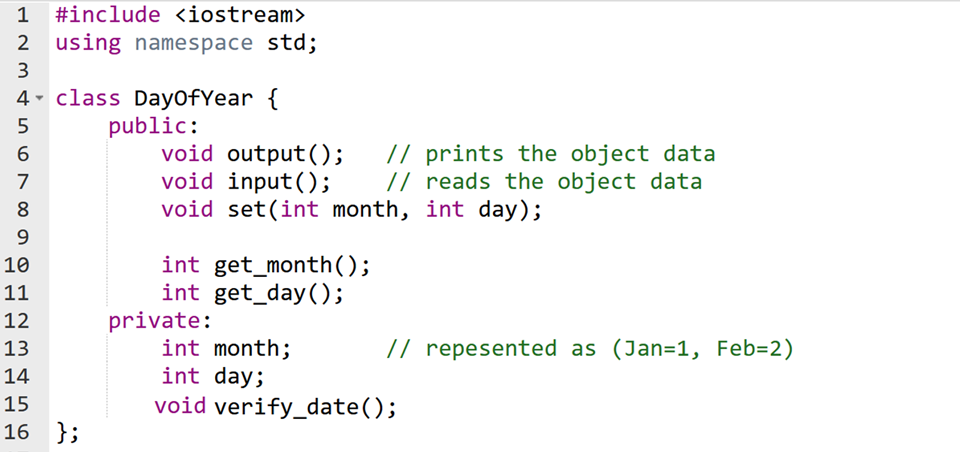 1 #include <iostream>
2 using namespace std;
3
4 class DayOfYear {
5 public:
6 void output(); // prints the object data
7 void input(); // reads the object data
8 void set(int month, int day);
9
10 int get_month();
11 int get_day();
12 private:
13 int month; // repesented as (Jan=1, Feb=2)
14 int day;
15 void verify_date();
16 };